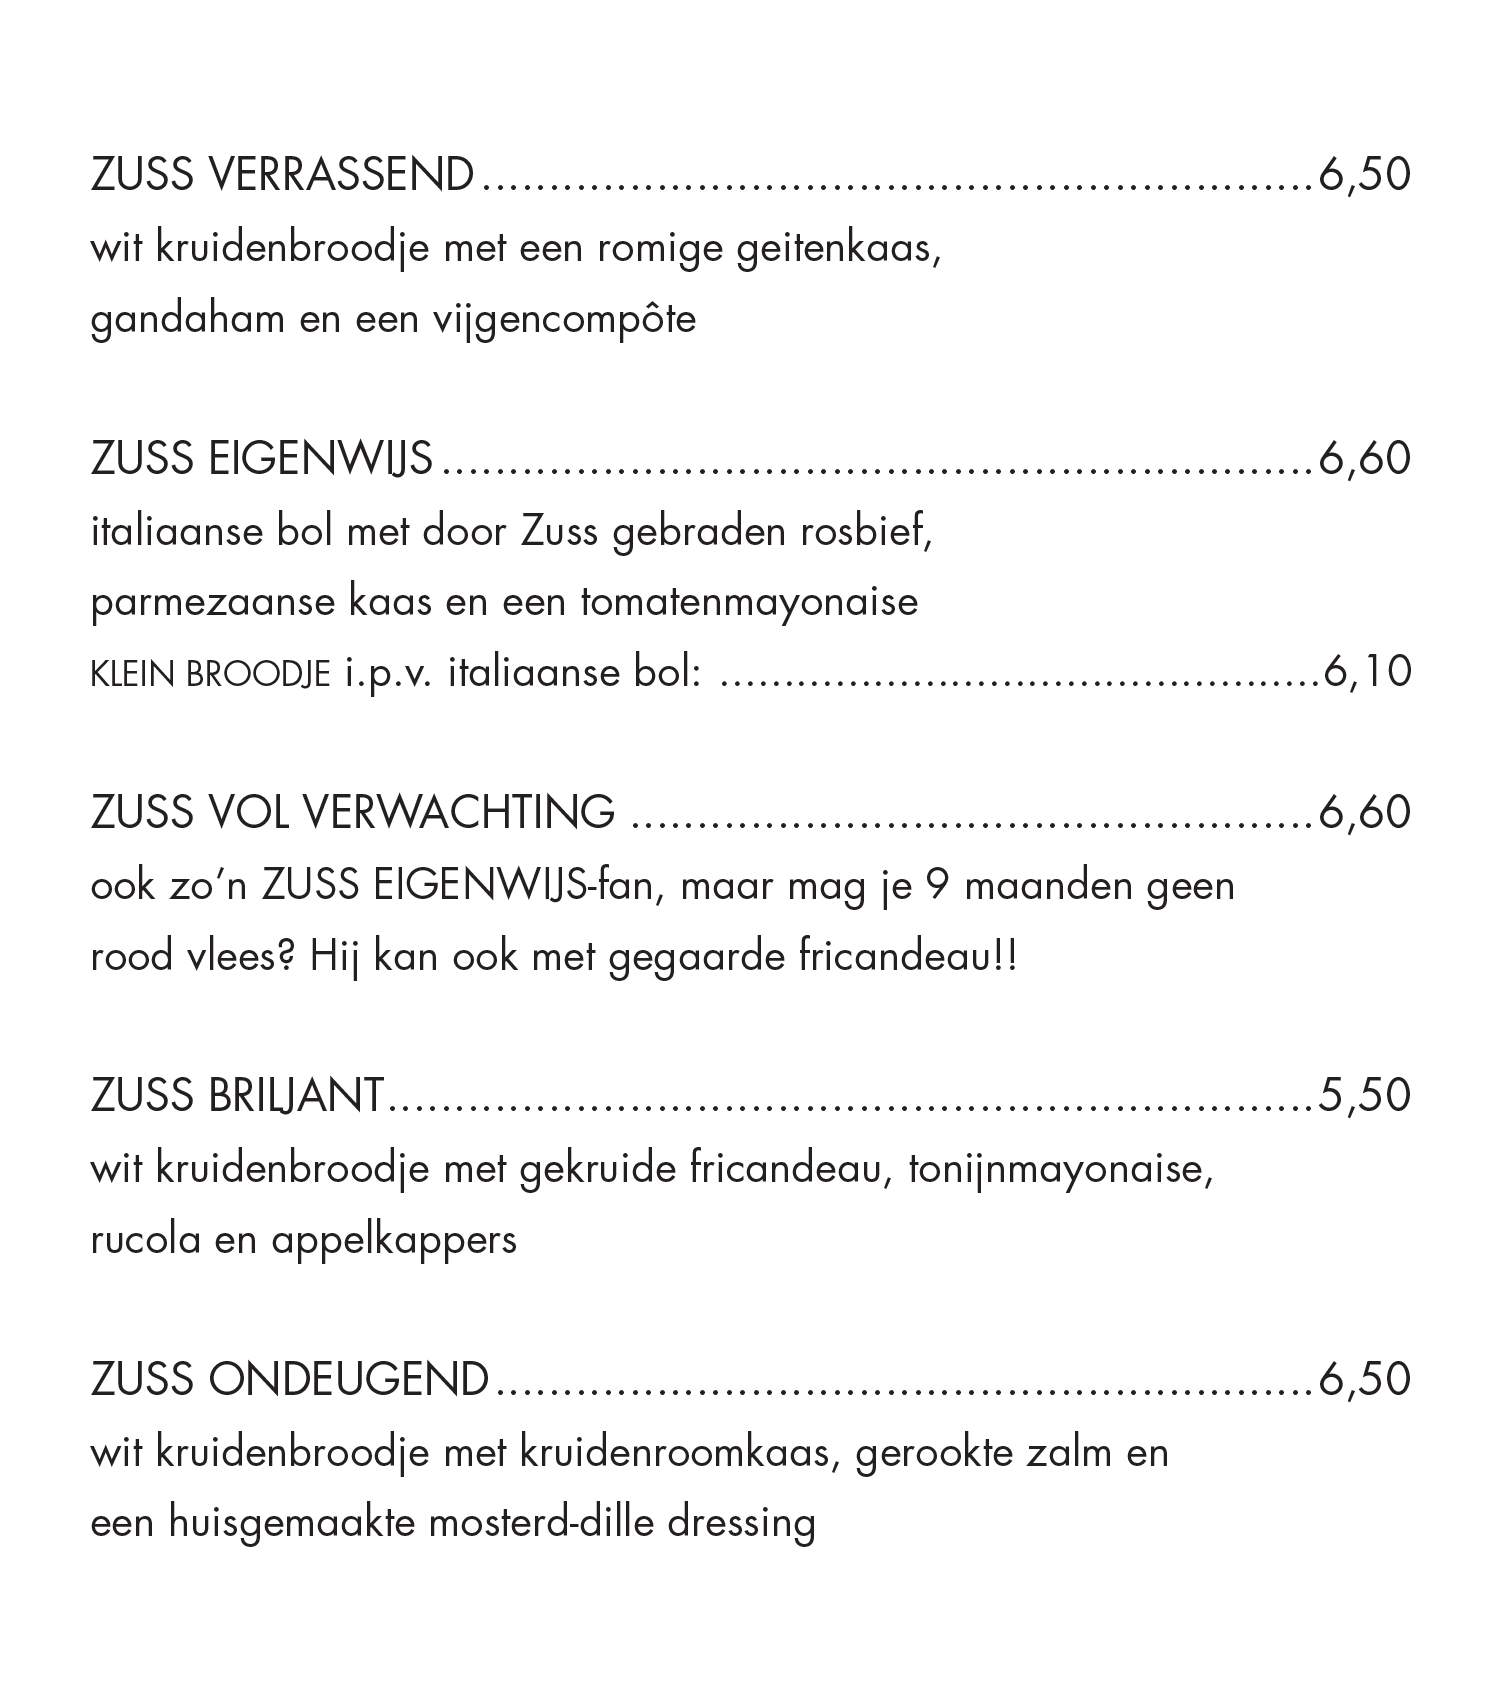 ZUSS VERRASSEND..............................................................6,50
wit kruidenbroodje met een romige geitenkaas,
gandaham en een vijgencompôte
ZUSS EIGENWIJS.................................................................6,60
italiaanse bol met door Zuss gebraden rosbief,
parmezaanse kaas en een tomatenmayonaise
KLEIN BROODJE i.p.v. italiaanse bol: ...............................................6,10
ZUSS VOL VERWACHTING ...................................................6,60
ook zo’n ZUSS EIGENWIJS-fan, maar mag je 9 maanden geen
rood vlees? Hij kan ook met gegaarde fricandeau!!
ZUSS BRILJANT.....................................................................5,50
wit kruidenbroodje met gekruide fricandeau, tonijnmayonaise,
rucola en appelkappers
ZUSS ONDEUGEND.............................................................6,50
wit kruidenbroodje met kruidenroomkaas, gerookte zalm en
een huisgemaakte mosterd-dille dressing